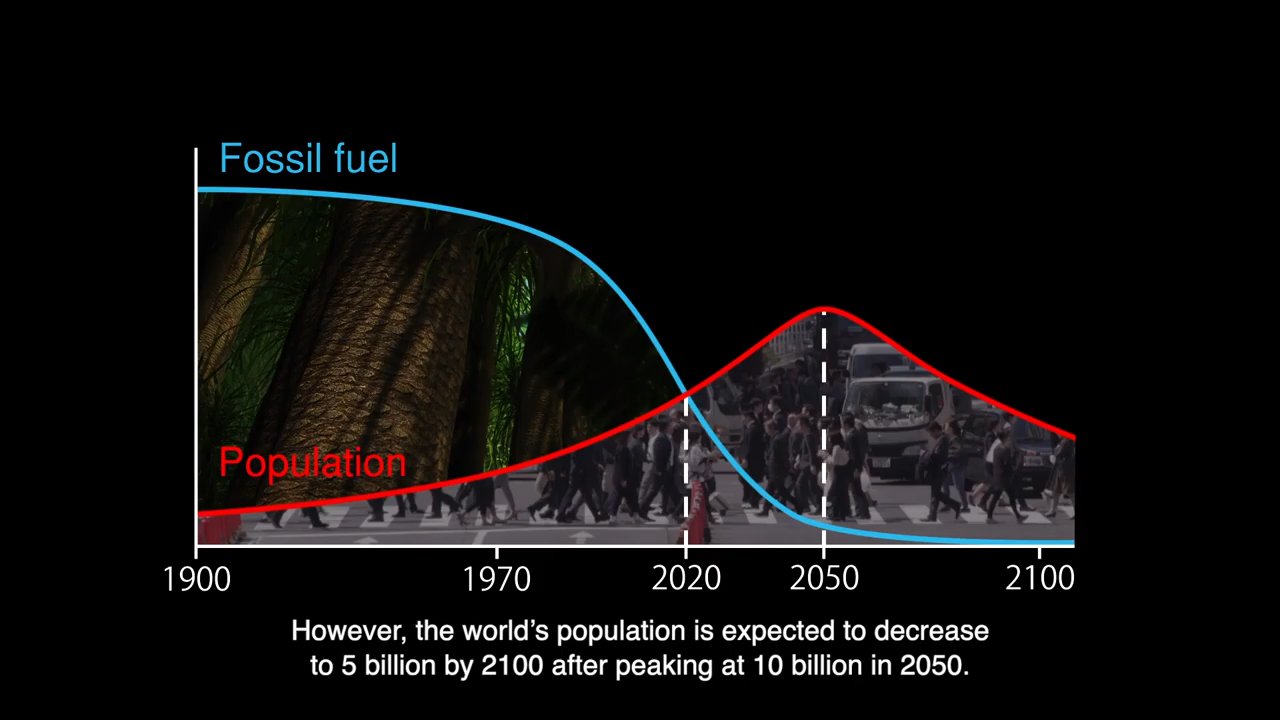 Fossil fuel
Population
1900 1970 2020 2050 2100
However, the world’s population is expected to decrease
to 5 billion by 2100 after peaking at 10 billion in 2050.